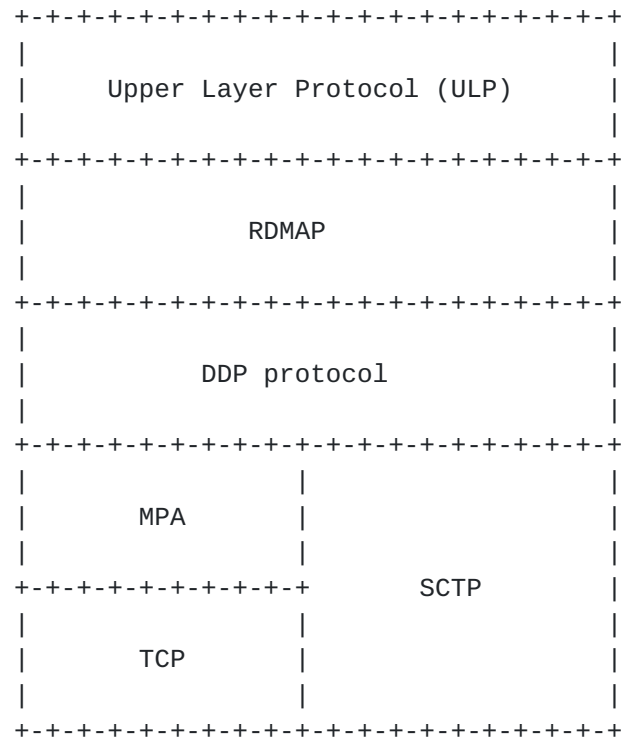 Upper Layer Protocol (ULP)
RDMAP
DDP protocol
MPA
SCTP
TCP